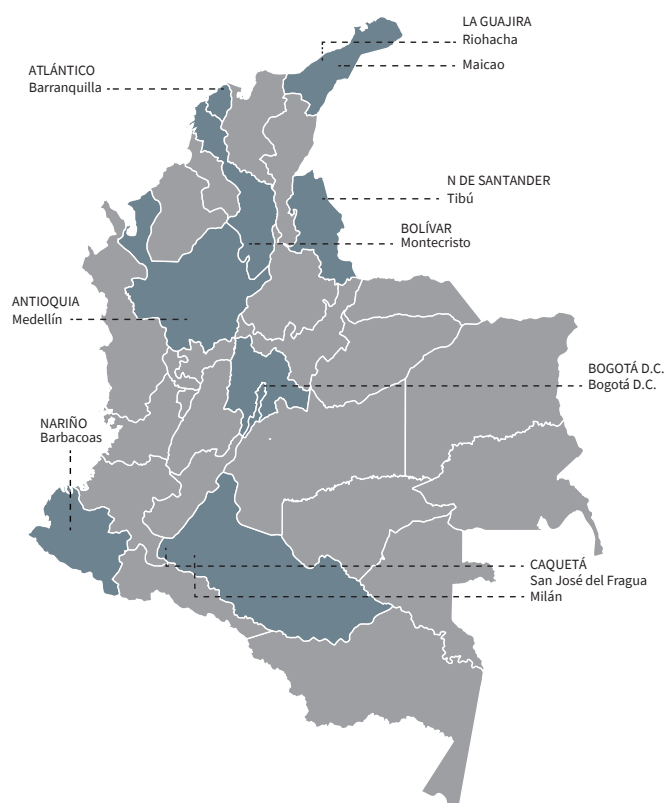 LA GUAJIRA
Riohacha
Maicao
ATLÁNTICO
Barranquilla
N DE SANTANDER
Tibú
BOLÍVAR
Montecristo
ANTIOQUIA
Medellín
BOGOTÁ D.C.
Bogotá D.C.
NARIÑO
Barbacoas
CAQUETÁ
San José del Fragua
Milán